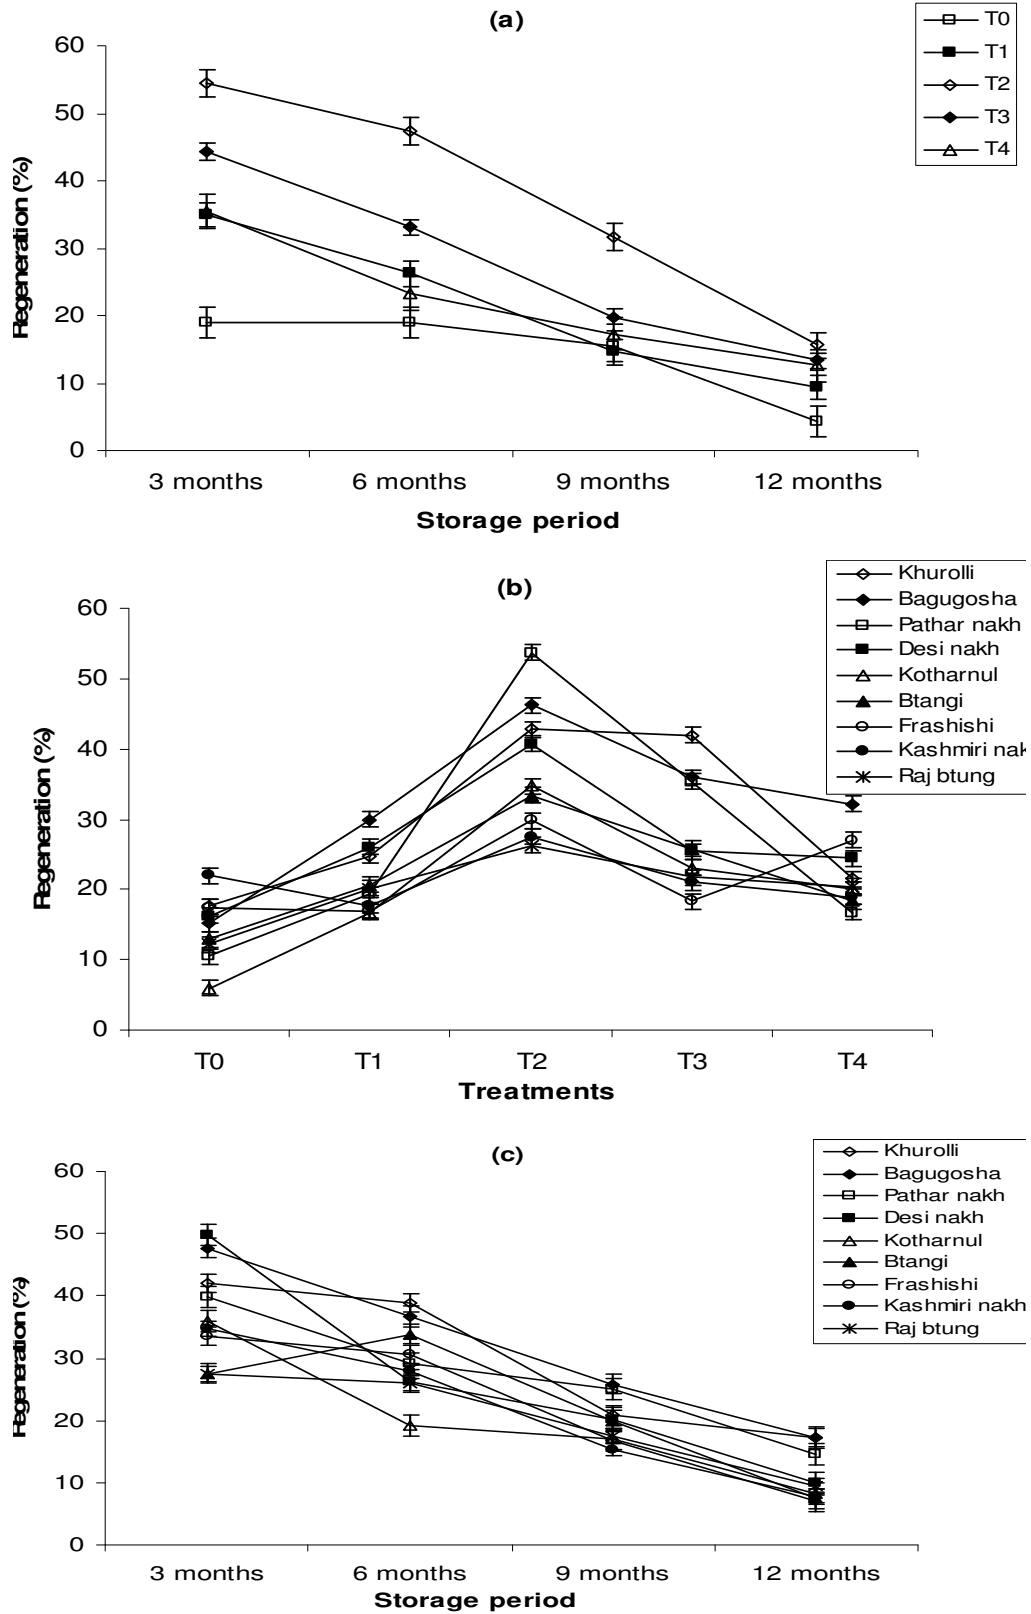 (a)
T0
T1
T2
T3
T4
60
50
40
30
20
10
0
Regeneration (%)
3 months 6 months 9 months 12 months
Storage period
(b)
Khurolli
Bagugosha
Pathar nakh
Desi nakh
Kotharnul
Btangi
Frashishi
Kashmiri nak
Raj btung
60
50
40
30
20
10
0
Regeneration (%)
T0 T1 T2 T3 T4
Treatments
(c)
Khurolli
Bagugosha
Pathar nakh
Desi nakh
Kotharnul
Btangi
Frashishi
Kashmiri nakh
Raj btung
60
50
40
30
20
10
0
Regeneration (%)
3 months 6 months 9 months 12 months
Storage period